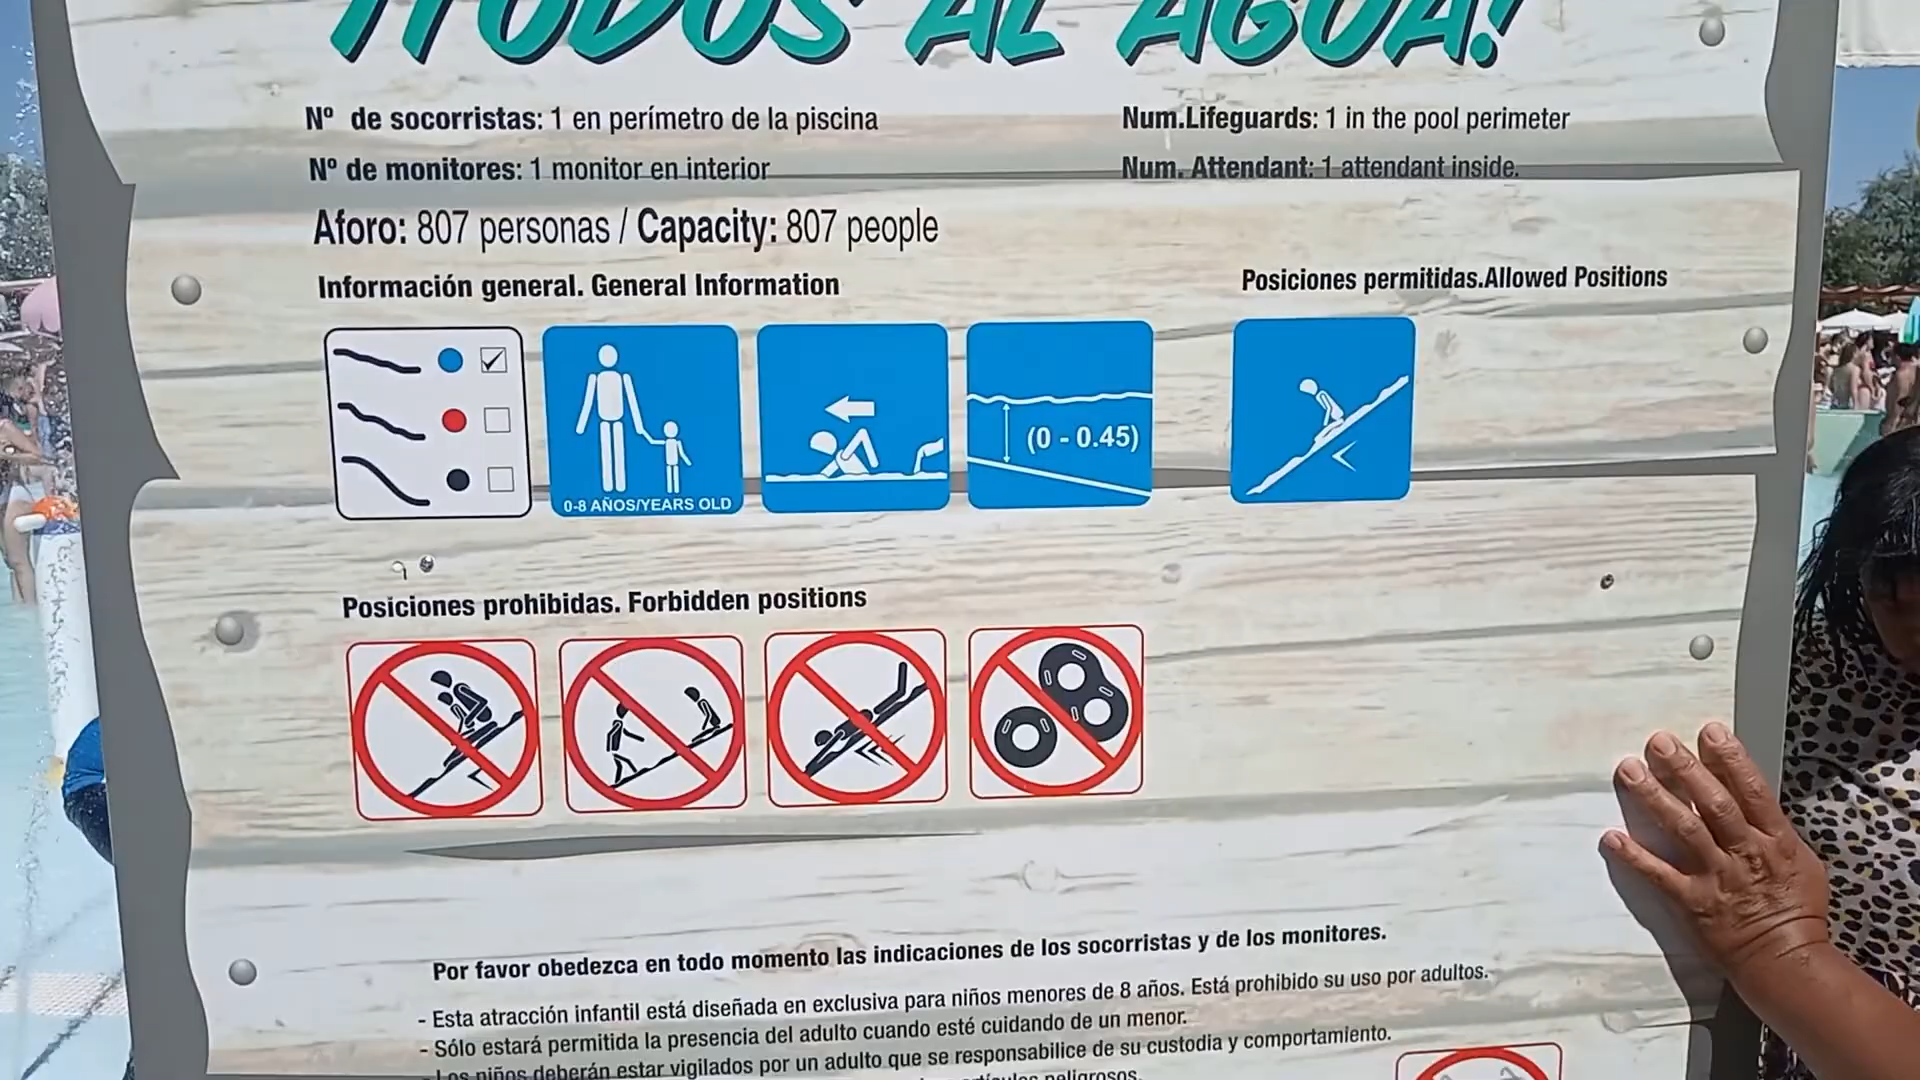 ¡TODOS AL AGUA!
Nº de socorristas: 1 en perímetro de la piscina
Num.Lifeguards: 1 in the pool perimeter
Nº de monitores: 1 monitor en interior
Num. Attendant: 1 attendant inside.
Aforo: 807 personas / Capacity: 807 people
Información general. General Information
Posiciones permitidas.Allowed Positions
0-8 AÑOS/YEARS OLD
(0 - 0.45)
Posiciones prohibidas. Forbidden positions
Por favor obedezca en todo momento las indicaciones de los socorristas y de los monitores.
- Esta atracción infantil está diseñada en exclusiva para niños menores de 8 años. Está prohibido su uso por adultos.
- Sólo estará permitida la presencia del adulto cuando esté cuidando de un menor.
- Los niños deberán estar vigilados por un adulto que se responsabilice de su custodia y comportamiento.
peligrosos.